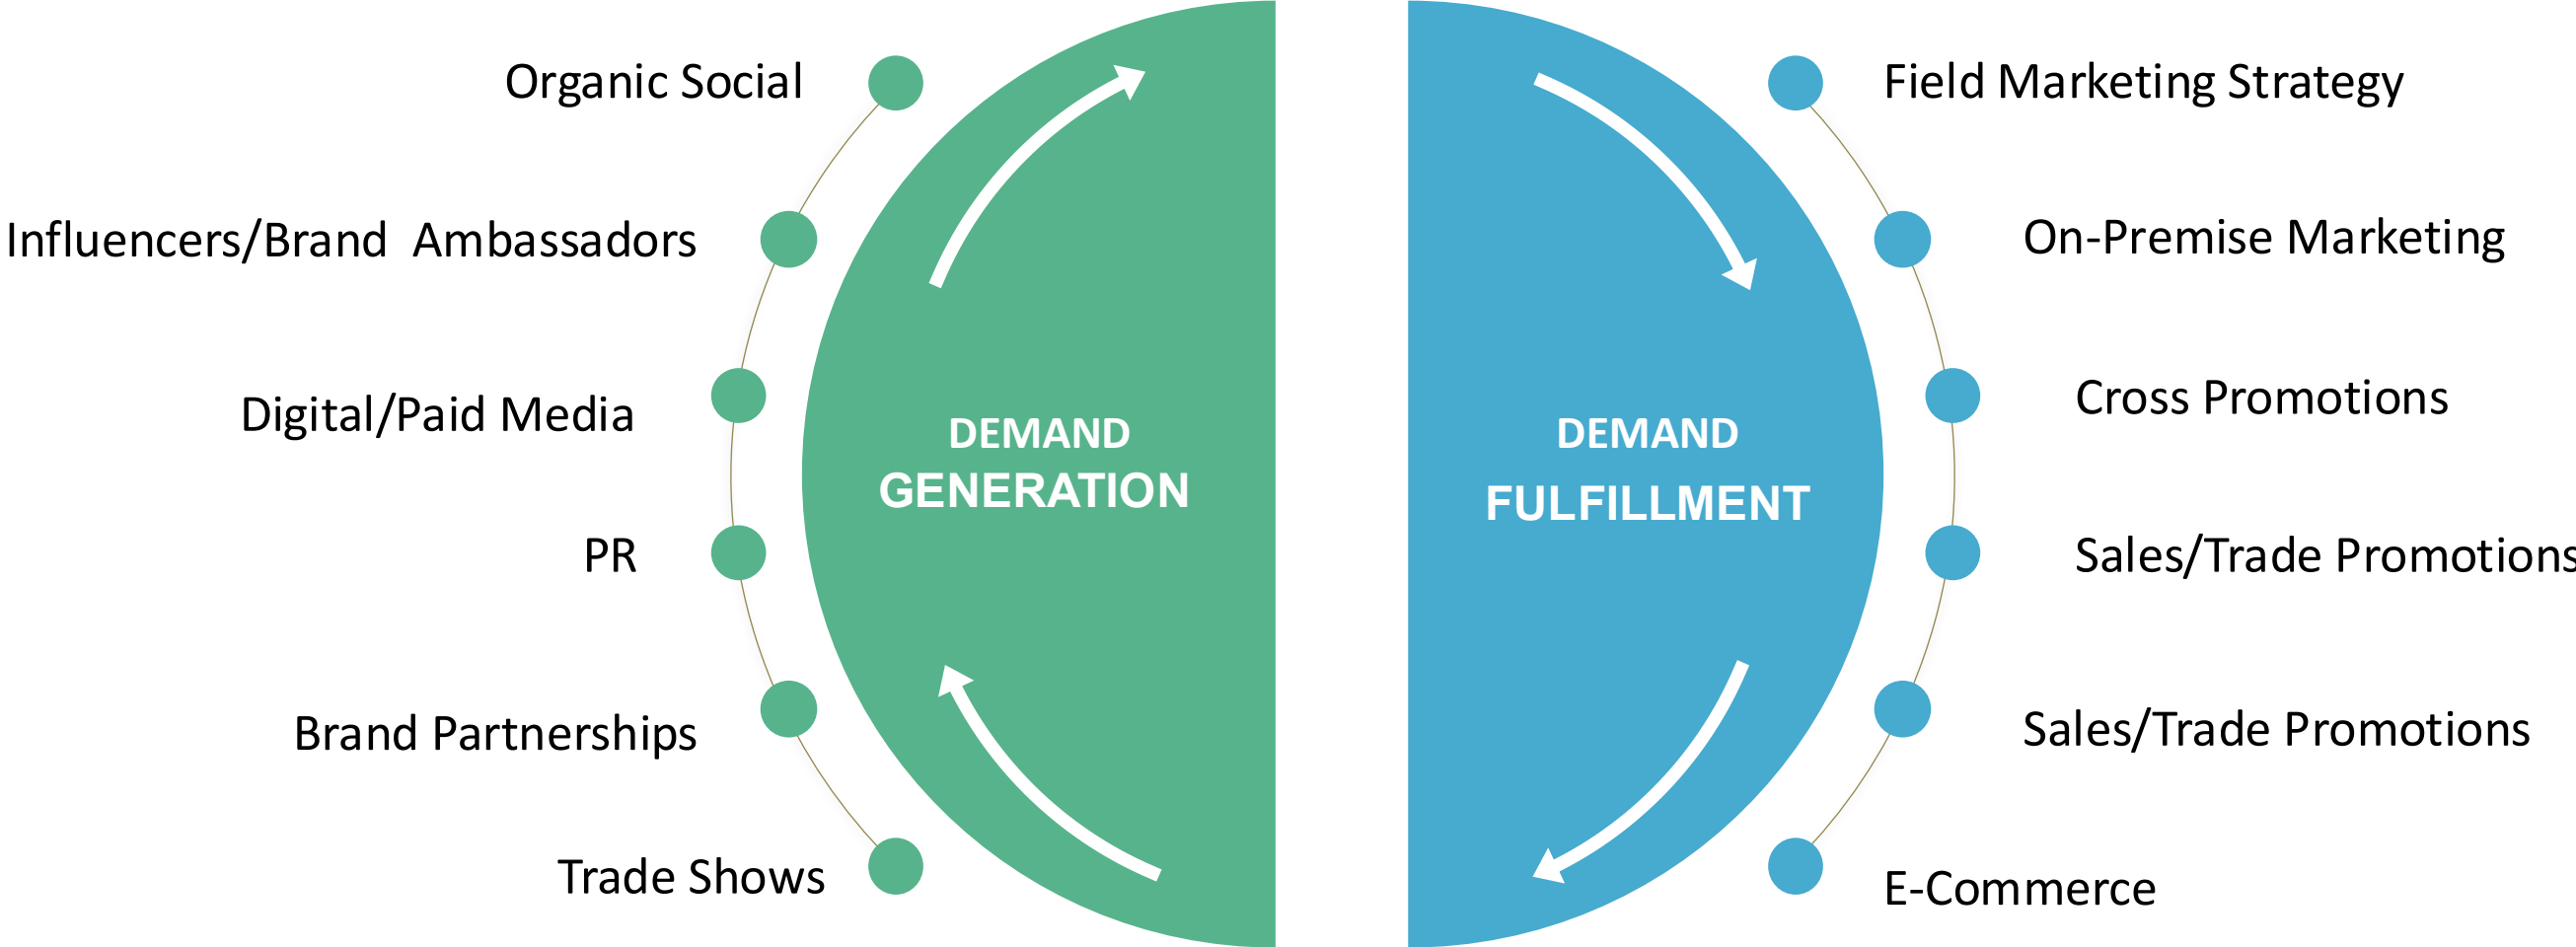 Organic Social
Influencers/Brand Ambassadors
Digital/Paid Media
PR
Brand Partnerships
Trade Shows
DEMAND
GENERATION
DEMAND
FULFILLMENT
Field Marketing Strategy
On-Premise Marketing
Cross Promotions
Sales/Trade Promotions
Sales/Trade Promotions
E-Commerce